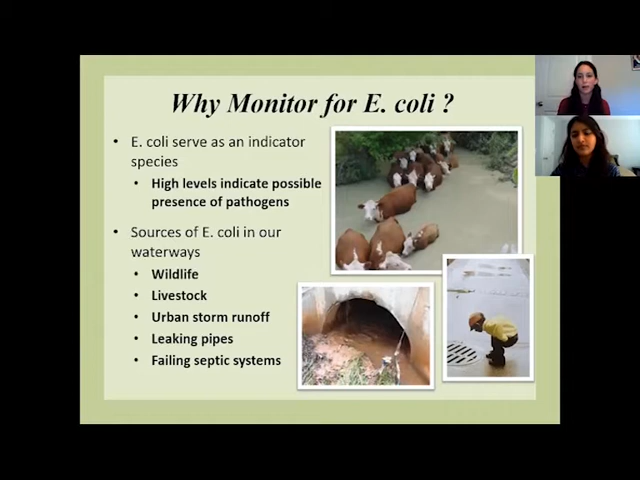 Why Monitor for E. coli ?
• E. coli serve as an indicator
species
• High levels indicate possible
presence of pathogens
• Sources of E. coli in our
waterways
• Wildlife
• Livestock
• Urban storm runoff
• Leaking pipes
• Failing septic systems